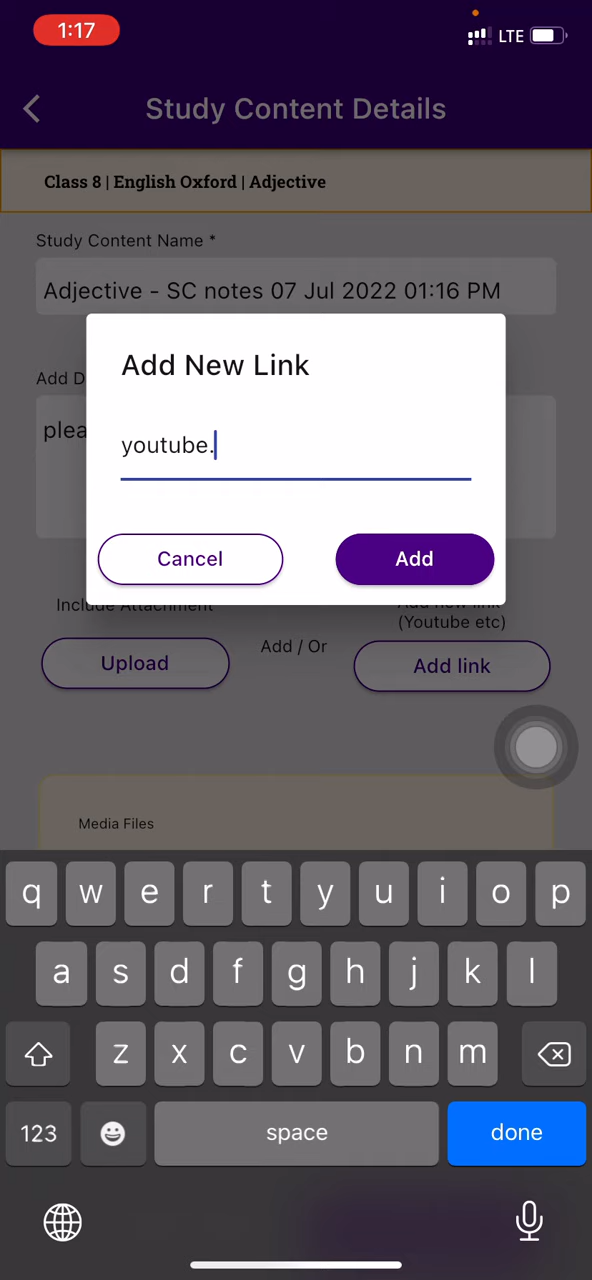 1:17
LTE
Study Content Details
Class 8 | English Oxford | Adjective
Study Content Name *
Adjective - SC notes 07 Jul 2022 01:16 PM
Add D
plea
Add New Link
youtube.
Cancel
Add
Include Attachment
Add new link
(Youtube etc)
Add / Or
Upload
Add link
Media Files
q w e r t y u i o p
a s d f g h j k l
z x c v b n m
123
space
done